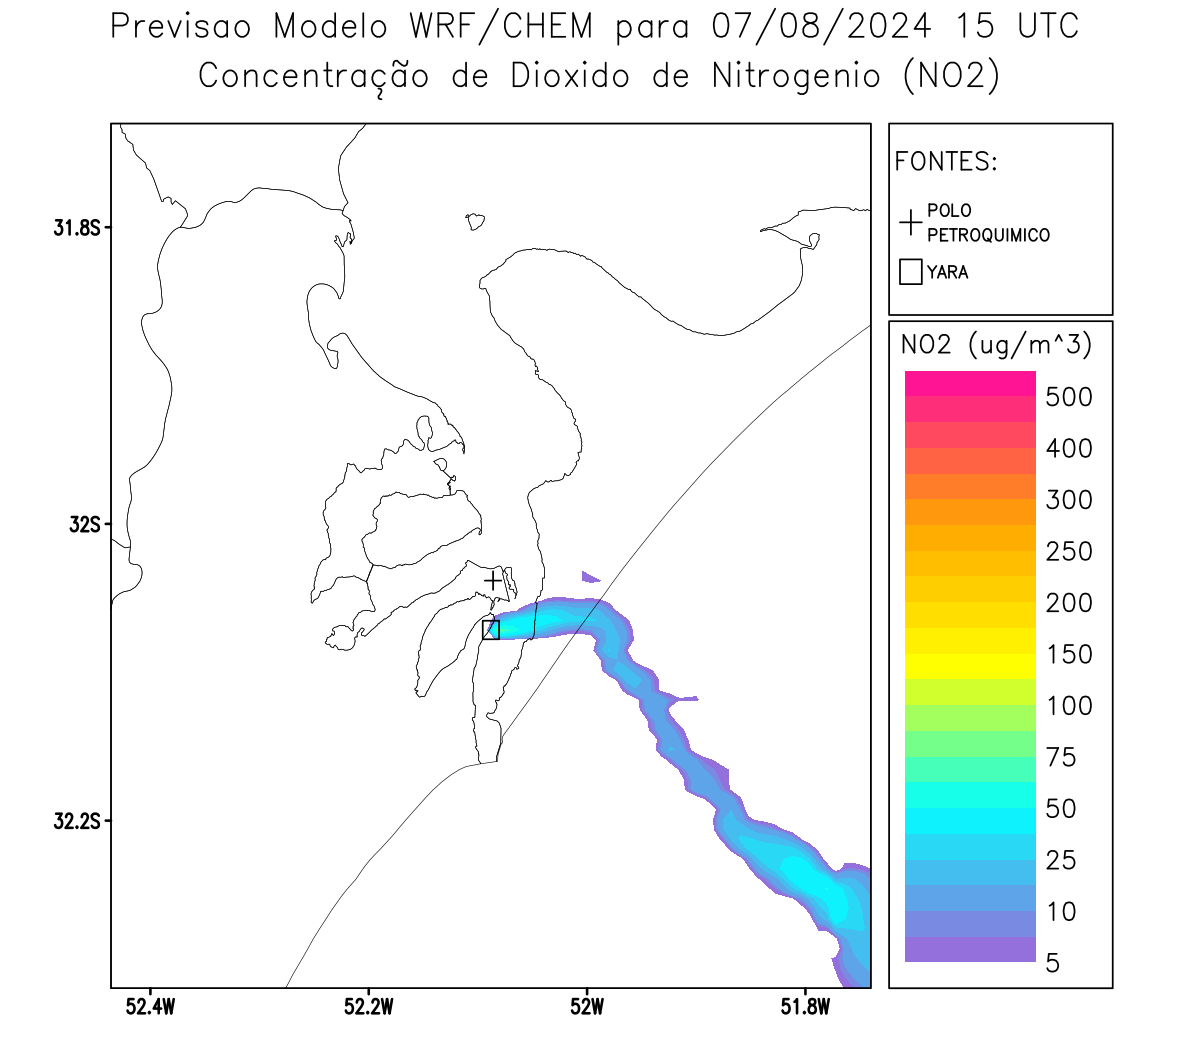 Previsao Modelo WRF/CHEM para 07/08/2024 15 UTC
Concentração de Dioxido de Nitrogenio (NO2)
FONTES:
POLO
PETROQUIMICO
YARA
NO2 (ug/m^3)
500
400
300
250
200
150
100
75
50
25
10
5
31.8S
32S
32.2S
52.4W
52.2W
52W
51.8W